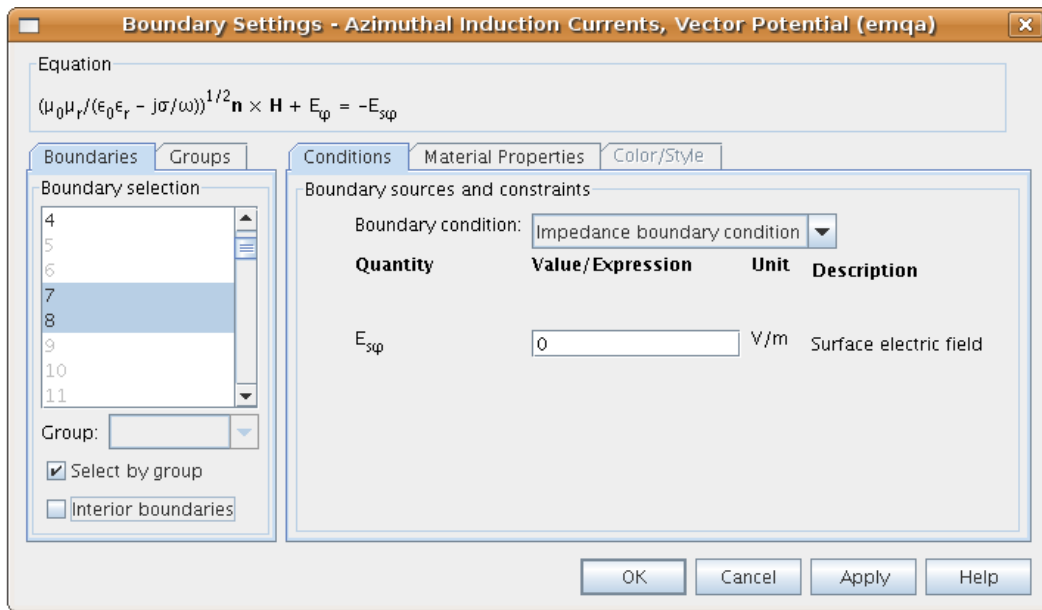 Boundary Settings - Azimuthal Induction Currents, Vector Potential (emqa)
Equation
(μ₀μᵣ/(ε₀εᵣ - jσ/ω))^1/2 n × H + Eφ = -Esφ
Boundaries Groups
Boundary selection
4
5
6
7
8
9
10
11
Group:
Select by group
Interior boundaries
Conditions Material Properties Color/Style
Boundary sources and constraints
Boundary condition: Impedance boundary condition
Quantity Value/Expression Unit Description
Esφ 0 V/m Surface electric field
OK Cancel Apply Help